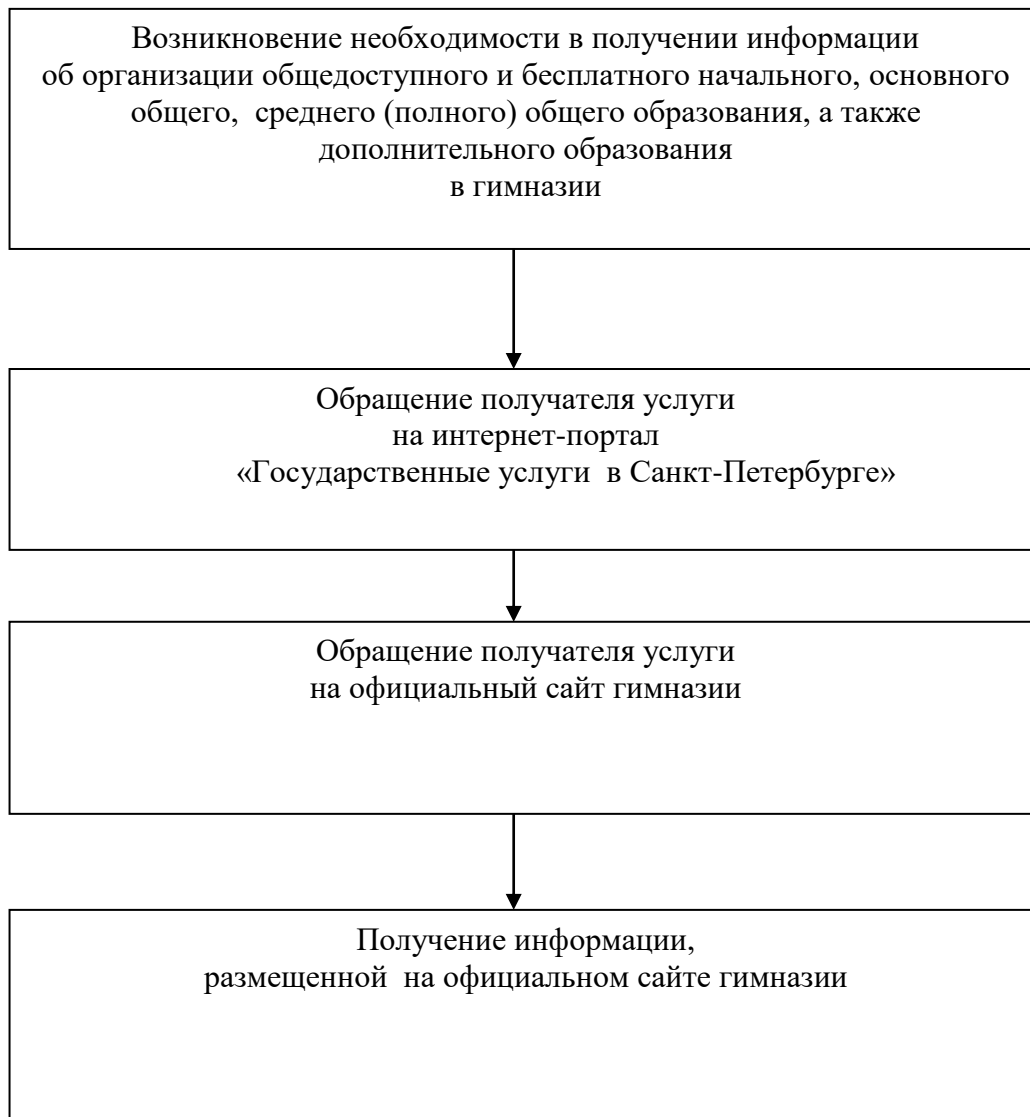 Возникновение необходимости в получении информации
об организации общедоступного и бесплатного начального, основного
общего, среднего (полного) общего образования, а также
дополнительного образования
в гимназии
Обращение получателя услуги
на интернет-портал
«Государственные услуги в Санкт-Петербурге»
Обращение получателя услуги
на официальный сайт гимназии
Получение информации,
размещенной на официальном сайте гимназии